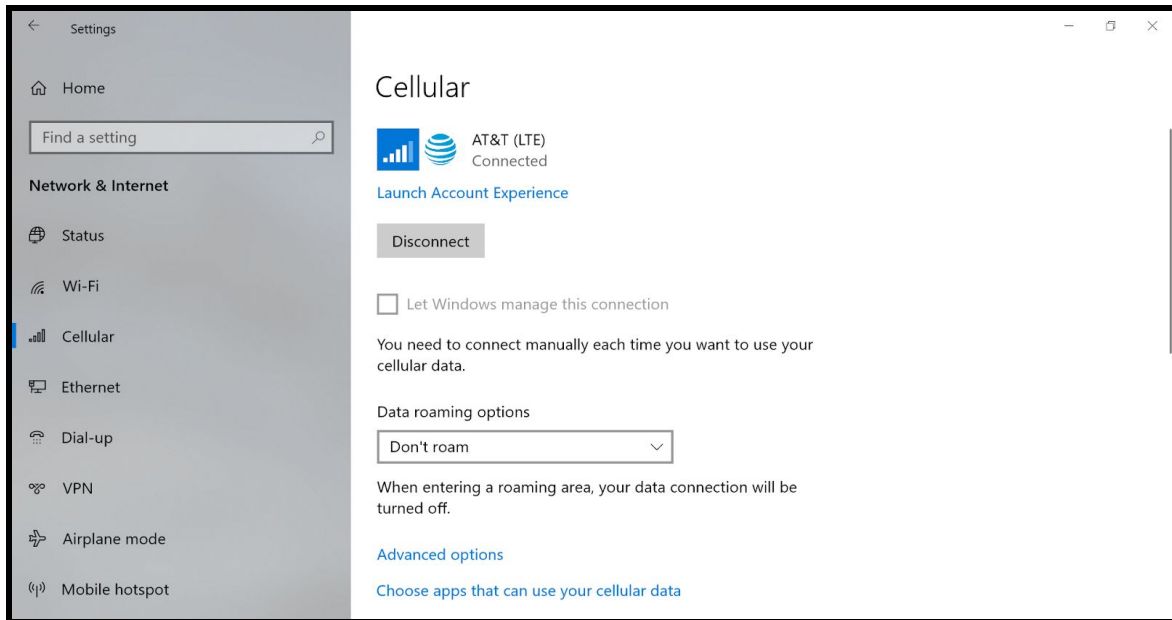 Settings
Home
Find a setting
Network & Internet
Status
Wi-Fi
Cellular
Ethernet
Dial-up
VPN
Airplane mode
Mobile hotspot
Cellular
AT&T (LTE)
Connected
Launch Account Experience
Disconnect
Let Windows manage this connection
You need to connect manually each time you want to use your
cellular data.
Data roaming options
Don't roam
When entering a roaming area, your data connection will be
turned off.
Advanced options
Choose apps that can use your cellular data